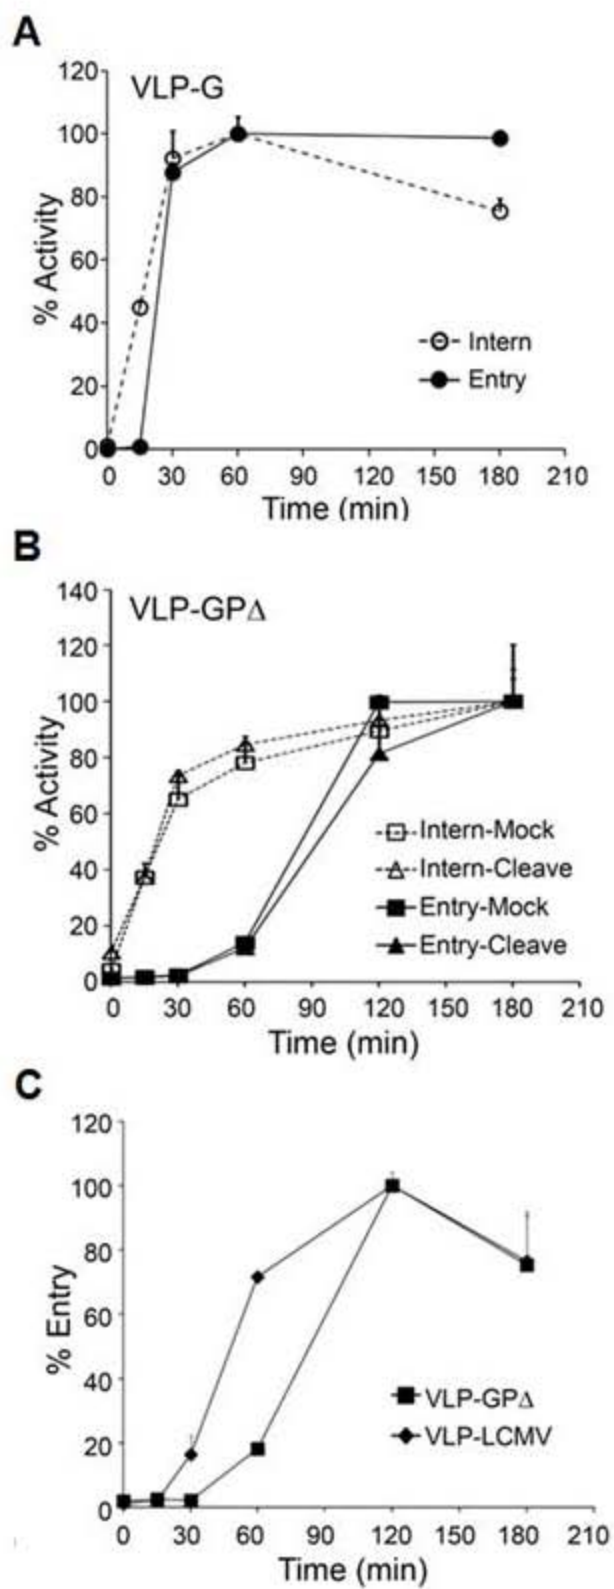 A
VLP-G
120
100
80
60
40
20
0
% Activity
Intern
Entry
0 30 60 90 120 150 180 210
Time (min)
B
VLP-GPΔ
140
120
100
80
60
40
20
0
% Activity
Intern-Mock
Intern-Cleave
Entry-Mock
Entry-Cleave
0 30 60 90 120 150 180 210
Time (min)
C
120
100
80
60
40
20
0
% Entry
VLP-GPΔ
VLP-LCMV
0 30 60 90 120 150 180 210
Time (min)